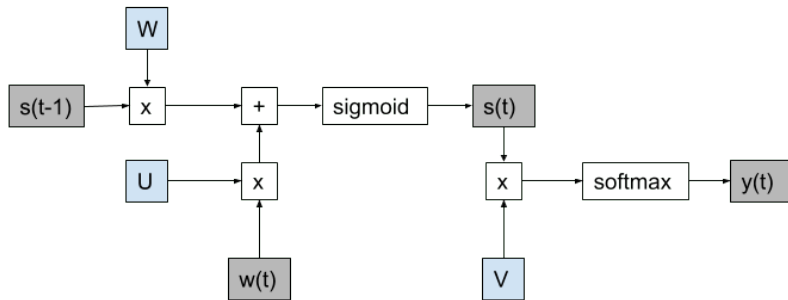 W
s(t-1)
x
+
sigmoid
s(t)
U
x
x
softmax
y(t)
w(t)
V